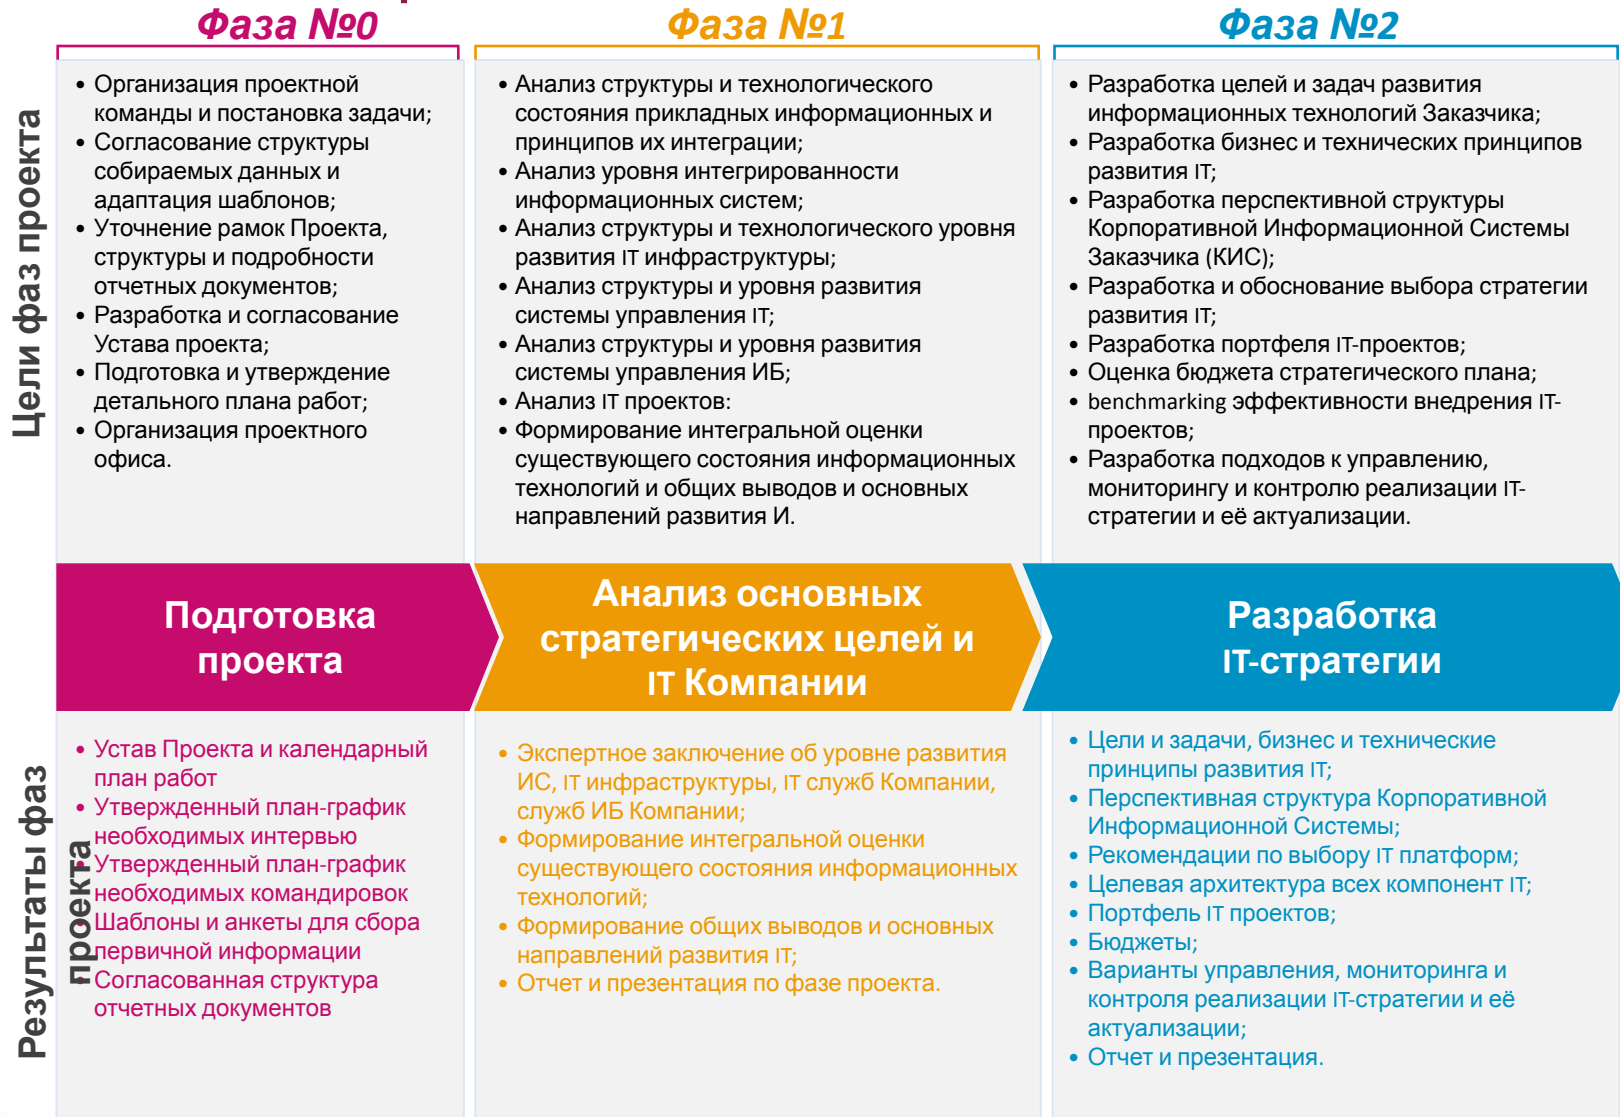 Фаза №0
Фаза №1
Фаза №2
Цели фаз проекта
• Организация проектной
команды и постановка задачи;
• Согласование структуры
собираемых данных и
адаптация шаблонов;
• Уточнение рамок Проекта,
структуры и подробности
отчетных документов;
• Разработка и согласование
Устава проекта;
• Подготовка и утверждение
детального плана работ;
• Организация проектного
офиса.
• Анализ структуры и технологического
состояния прикладных информационных и
принципов их интеграции;
• Анализ уровня интегрированности
информационных систем;
• Анализ структуры и технологического уровня
развития IT инфраструктуры;
• Анализ структуры и уровня развития
системы управления IT;
• Анализ структуры и уровня развития
системы управления ИБ;
• Анализ IT проектов:
• Формирование интегральной оценки
существующего состояния информационных
технологий и общих выводов и основных
направлений развития И.
• Разработка целей и задач развития
информационных технологий Заказчика;
• Разработка бизнес и технических принципов
развития IT;
• Разработка перспективной структуры
Корпоративной Информационной Системы
Заказчика (КИС);
• Разработка и обоснование выбора стратегии
развития IT;
• Разработка портфеля IT-проектов;
• Оценка бюджета стратегического плана;
• benchmarking эффективности внедрения IT-
проектов;
• Разработка подходов к управлению,
мониторингу и контролю реализации IT-
стратегии и её актуализации.
Подготовка
проекта
Анализ основных
стратегических целей и
IT Компании
Разработка
IT-стратегии
Результаты фаз
проекта
• Устав Проекта и календарный
план работ
• Утвержденный план-график
необходимых интервью
• Утвержденный план-график
необходимых командировок
• Шаблоны и анкеты для сбора
первичной информации
• Согласованная структура
отчетных документов
• Экспертное заключение об уровне развития
ИС, IT инфраструктуры, IT служб Компании,
служб ИБ Компании;
• Формирование интегральной оценки
существующего состояния информационных
технологий;
• Формирование общих выводов и основных
направлений развития IT;
• Отчет и презентация по фазе проекта.
• Цели и задачи, бизнес и технические
принципы развития IT;
• Перспективная структура Корпоративной
Информационной Системы;
• Рекомендации по выбору IT платформ;
• Целевая архитектура всех компонент IT;
• Портфель IT проектов;
• Бюджеты;
• Варианты управления, мониторинга и
контроля реализации IT-стратегии и её
актуализации;
• Отчет и презентация.